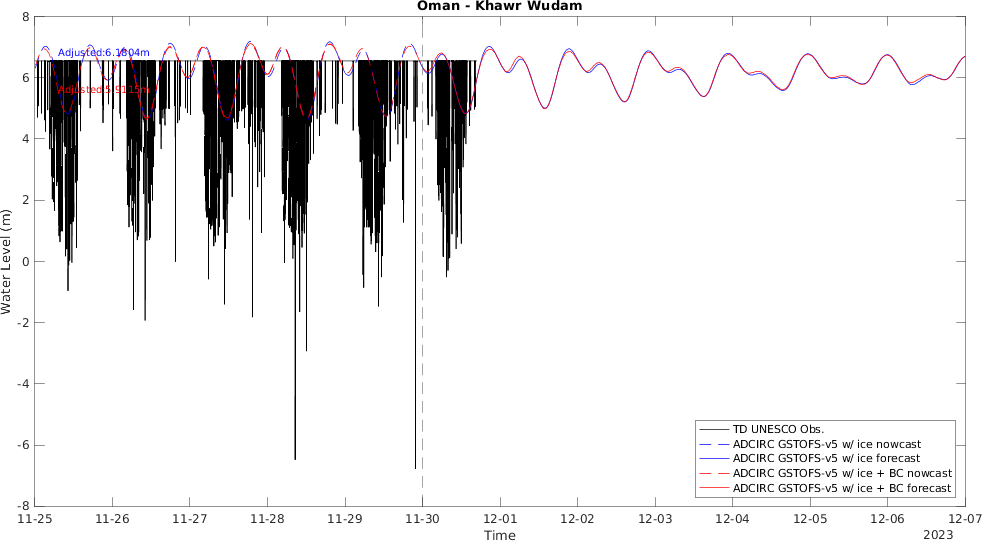 Oman - Khawr Wudam
8
6
4
2
0
-2
-4
-6
-8
Water Level (m)
Adjusted:6.1804m
Adjusted:5.9115m
TD UNESCO Obs.
ADCIRC GSTOFS-v5 w/ ice nowcast
ADCIRC GSTOFS-v5 w/ ice forecast
ADCIRC GSTOFS-v5 w/ ice + BC nowcast
ADCIRC GSTOFS-v5 w/ ice + BC forecast
11-25 11-26 11-27 11-28 11-29 11-30 12-01 12-02 12-03 12-04 12-05 12-06 12-07
Time
2023